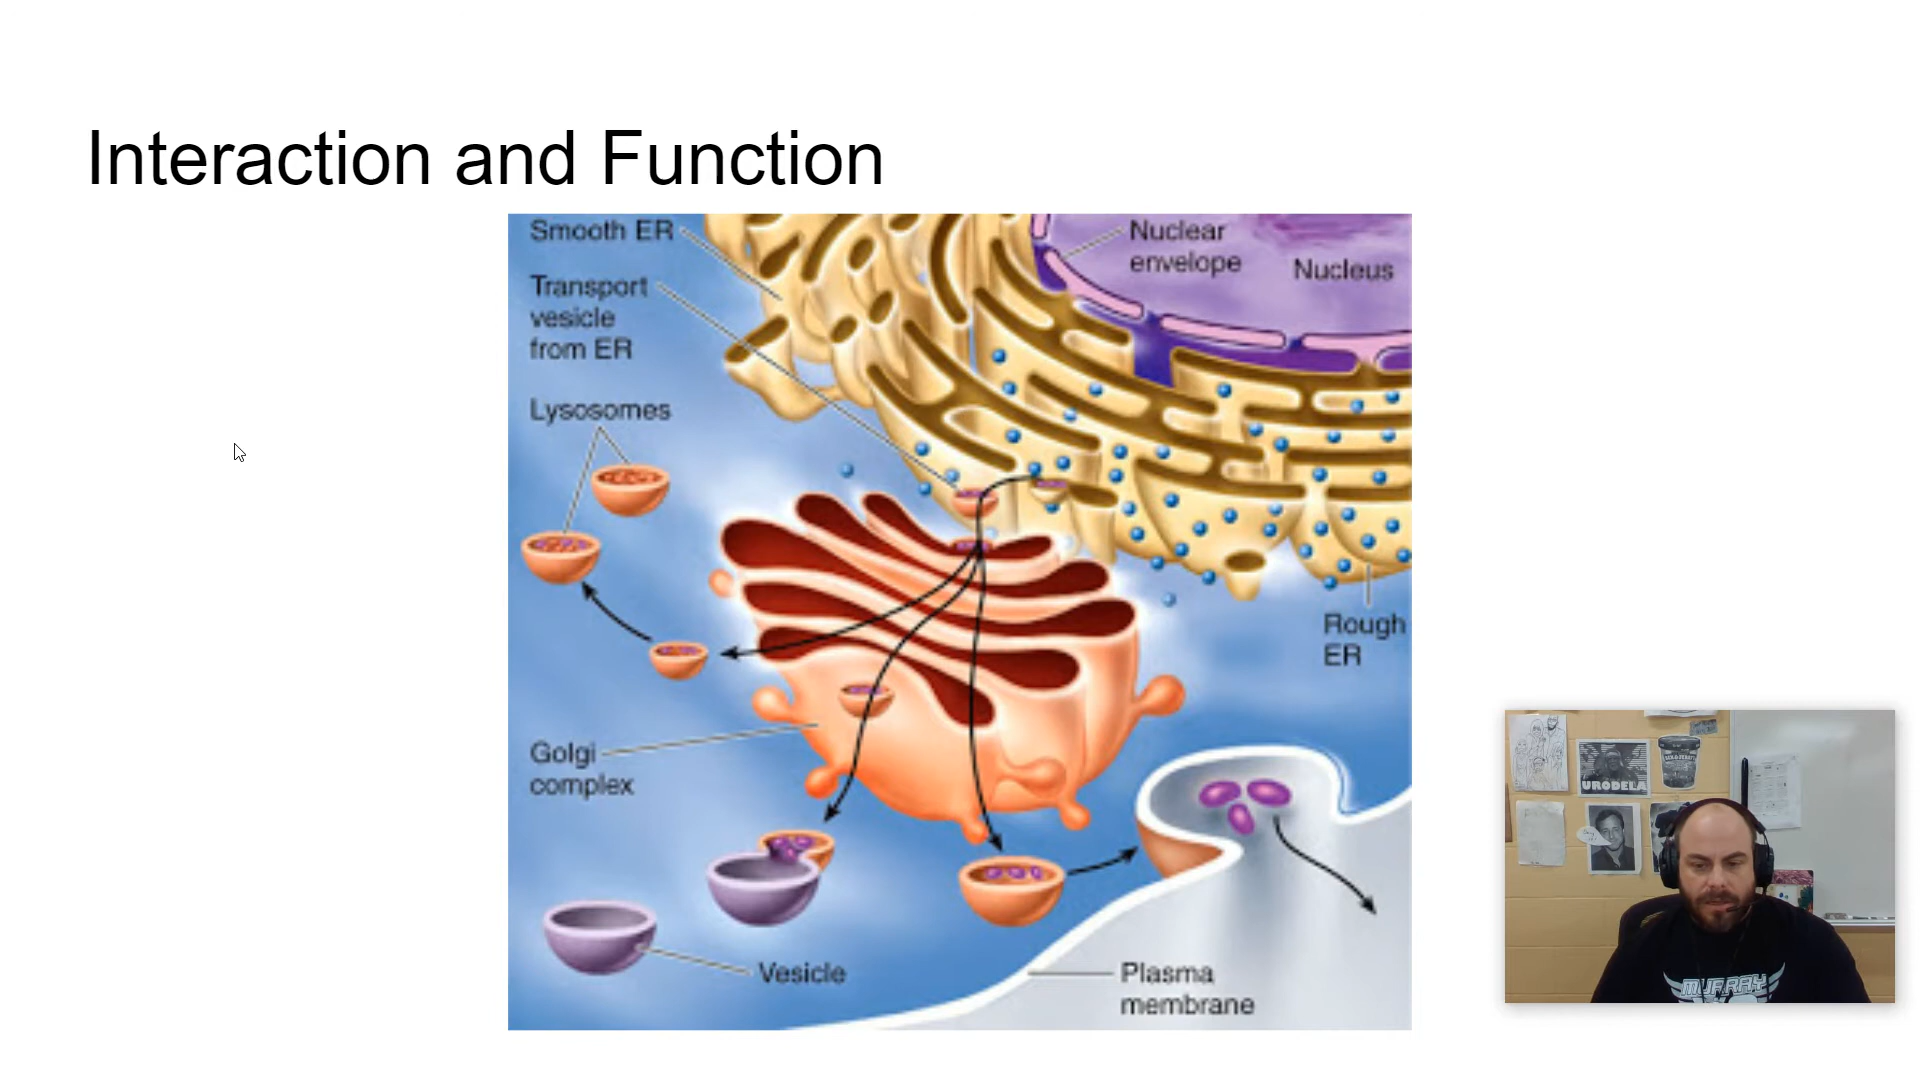 Interaction and Function
Smooth ER
Transport
vesicle
from ER
Lysosomes
Nuclear
envelope
Nucleus
Rough
ER
Golgi
complex
Vesicle
Plasma
membrane
URODELA
MURRAY